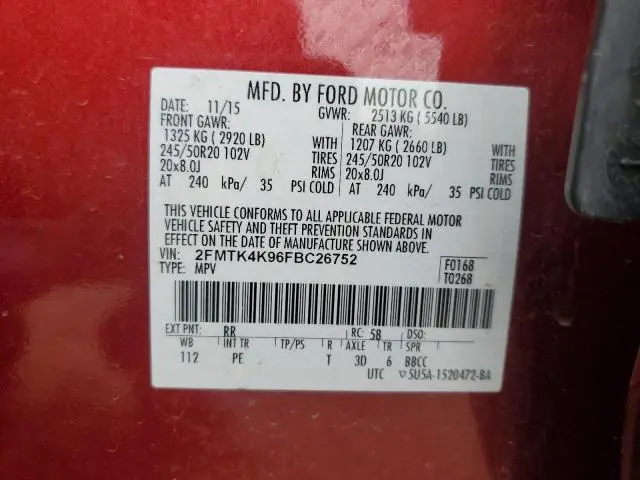 MFD. BY FORD MOTOR CO.
DATE: 11/15 GVWR: 2513 KG ( 5540 LB)
FRONT GAWR: REAR GAWR:
1325 KG ( 2920 LB) WITH 1207 KG ( 2660 LB) WITH
245/50R20 102V TIRES 245/50R20 102V TIRES
20x8.0J RIMS 20x8.0J RIMS
AT 240 kPa/ 35 PSI COLD AT 240 kPa/ 35 PSI COLD
THIS VEHICLE CONFORMS TO ALL APPLICABLE FEDERAL MOTOR
VEHICLE SAFETY AND THEFT PREVENTION STANDARDS IN
EFFECT ON THE DATE OF MANUFACTURE SHOWN ABOVE.
VIN: 2FMTK4K96FBC26752 F0168
TYPE: MPV T0268
EXT PNT: RR RC: 58 DSO:
WB INT TR TP/PS R AXLE TR SPR
112 PE T 3D 6 BBCC
UTC ▽5U5A-1520472-BA